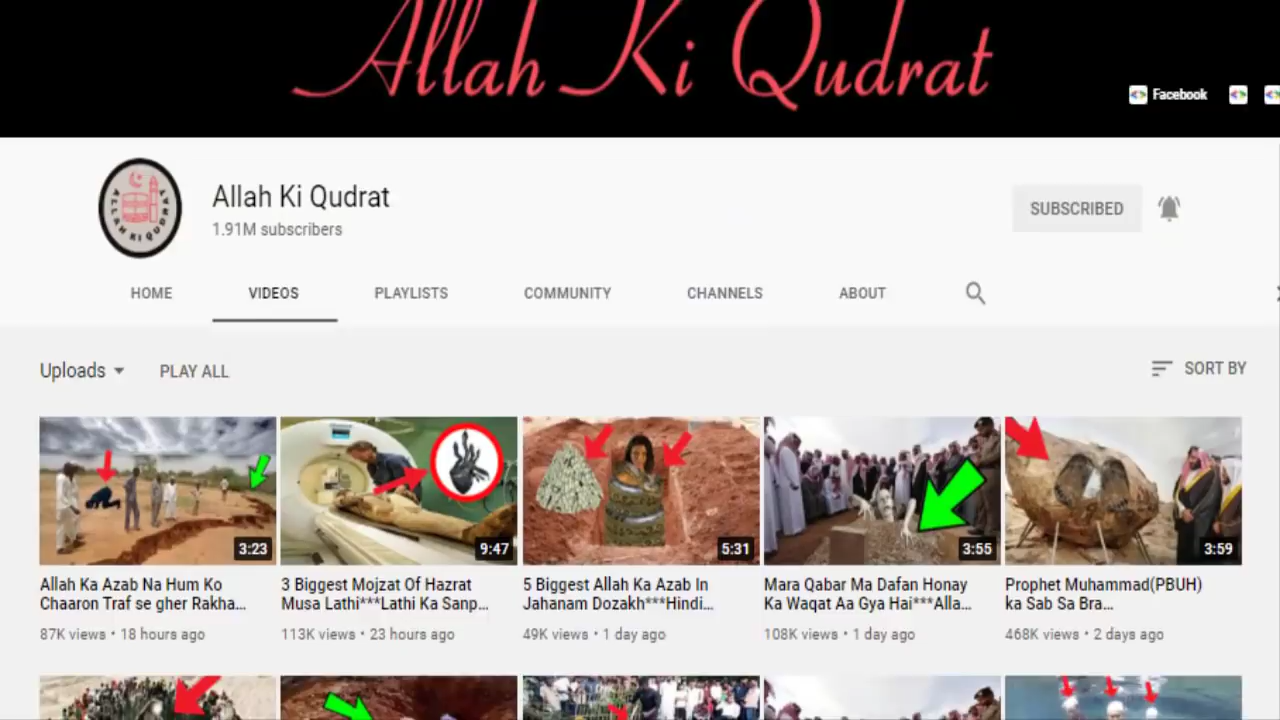 Allah Ki Qudrat
Facebook
ALLAH KI QUDRAT
Allah Ki Qudrat
1.91M subscribers
SUBSCRIBED
HOME VIDEOS PLAYLISTS COMMUNITY CHANNELS ABOUT
Uploads PLAY ALL SORT BY
3:23 9:47 5:31 3:55 3:59
Allah Ka Azab Na Hum Ko
Chaaron Traf se gher Rakha...
87K views • 18 hours ago
3 Biggest Mojzat Of Hazrat
Musa Lathi***Lathi Ka Sanp...
113K views • 23 hours ago
5 Biggest Allah Ka Azab In
Jahanam Dozakh***Hindi...
49K views • 1 day ago
Mara Qabar Ma Dafan Honay
Ka Waqat Aa Gya Hai***Alla...
108K views • 1 day ago
Prophet Muhammad(PBUH)
ka Sab Sa Bra...
468K views • 2 days ago